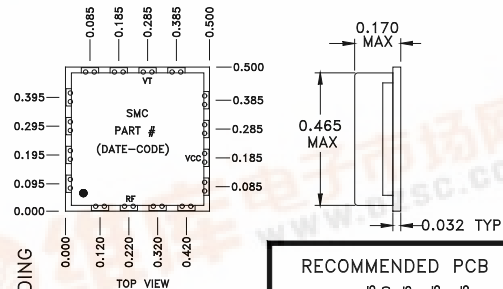 0.085
0.185
0.285
0.385
0.500
0.500
0.395
0.385
0.295
0.285
0.195
0.185
0.095
0.085
0.000
VT
SMC
PART #
(DATE-CODE)
VCC
RF
0.000
0.120
0.220
0.320
0.420
TOP VIEW
0.170
MAX
0.465
MAX
0.032 TYP
DING
RECOMMENDED PCB